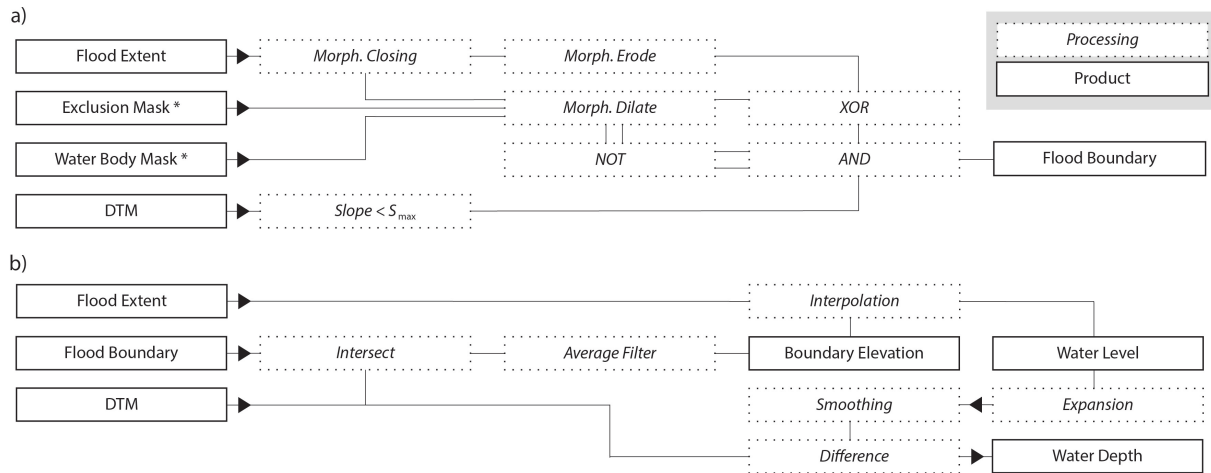 a)
Flood Extent
Morph. Closing
Morph. Erode
Processing
Product
Exclusion Mask *
Morph. Dilate
XOR
Water Body Mask *
NOT
AND
Flood Boundary
DTM
Slope < Smax
b)
Flood Extent
Interpolation
Flood Boundary
Intersect
Average Filter
Boundary Elevation
Water Level
DTM
Smoothing
Expansion
Difference
Water Depth